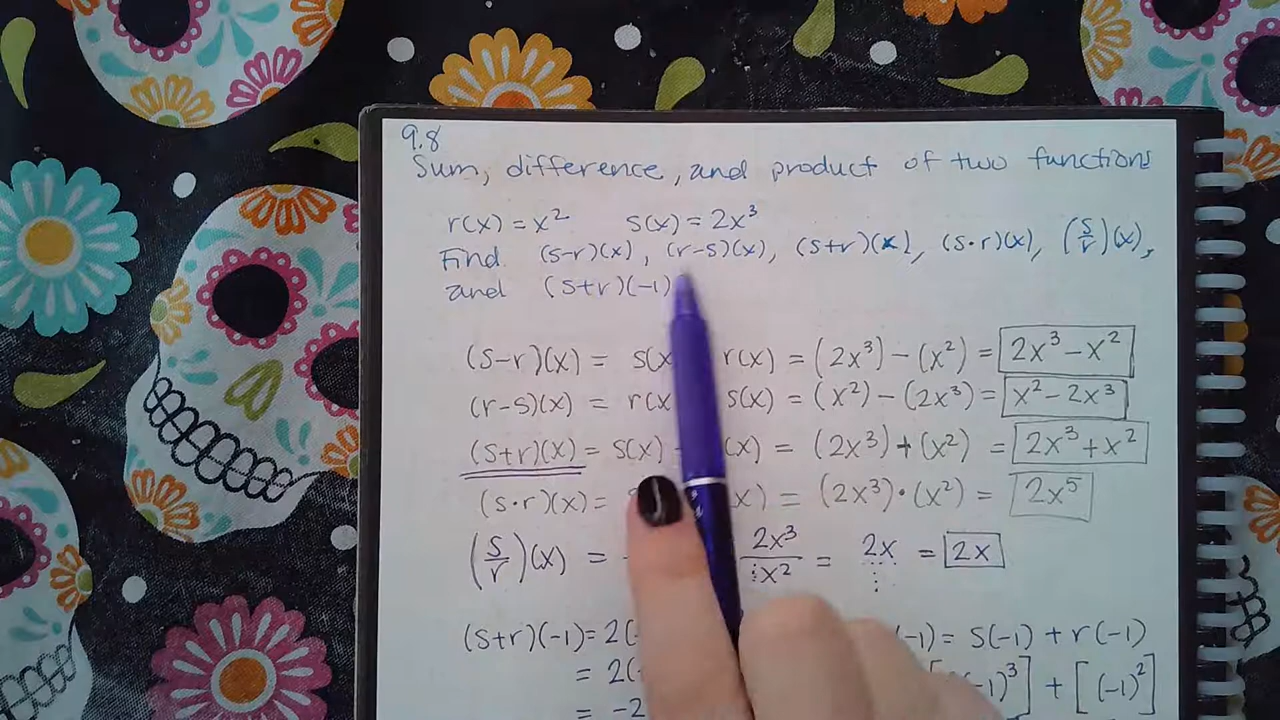 9.8
Sum, difference, and product of two functions
r(x) = x² s(x) = 2x³
Find (s-r)(x), (r-s)(x), (s+r)(x), (s·r)(x), (s/r)(x),
and (s+r)(-1)
(s-r)(x) = s(x r(x) = (2x³) - (x²) = 2x³ - x²
(r-s)(x) = r(x s(x) = (x²) - (2x³) = x² - 2x³
(s+r)(x) = s(x) (x) = (2x³) + (x²) = 2x³ + x²
(s·r)(x) = x) = (2x³) · (x²) = 2x⁵
(s/r)(x) = 2x³/x² = 2x = 2x
(s+r)(-1) = 2( (-1) = s(-1) + r(-1)
= 2( -1)³] + [(-1)²]
= -2